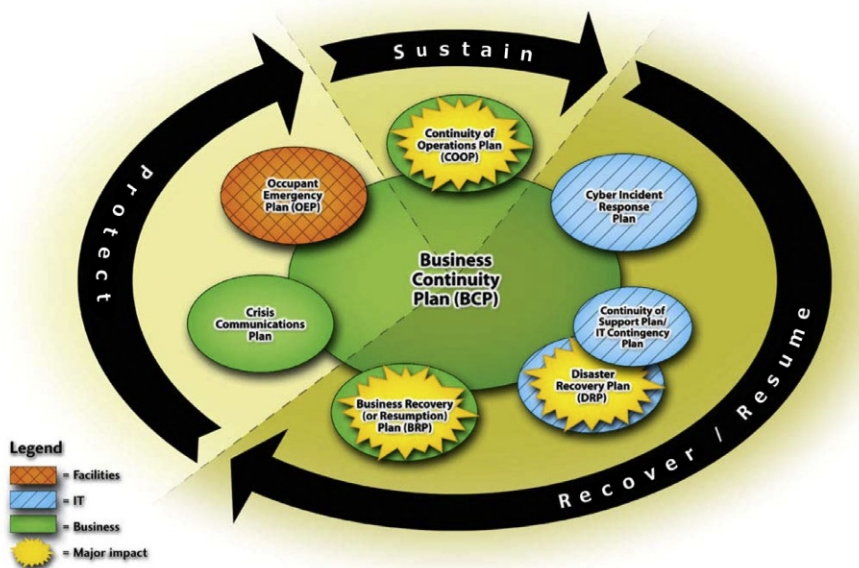 Sustain
Protect
Recover / Resume
Continuity of
Operations Plan
(COOP)
Occupant
Emergency
Plan (OEP)
Cyber Incident
Response
Plan
Business
Continuity
Plan (BCP)
Crisis
Communications
Plan
Continuity of
Support Plan/
IT Contingency
Plan
Disaster
Recovery Plan
(DRP)
Business Recovery
(or Resumption)
Plan (BRP)
Legend
= Facilities
= IT
= Business
= Major impact